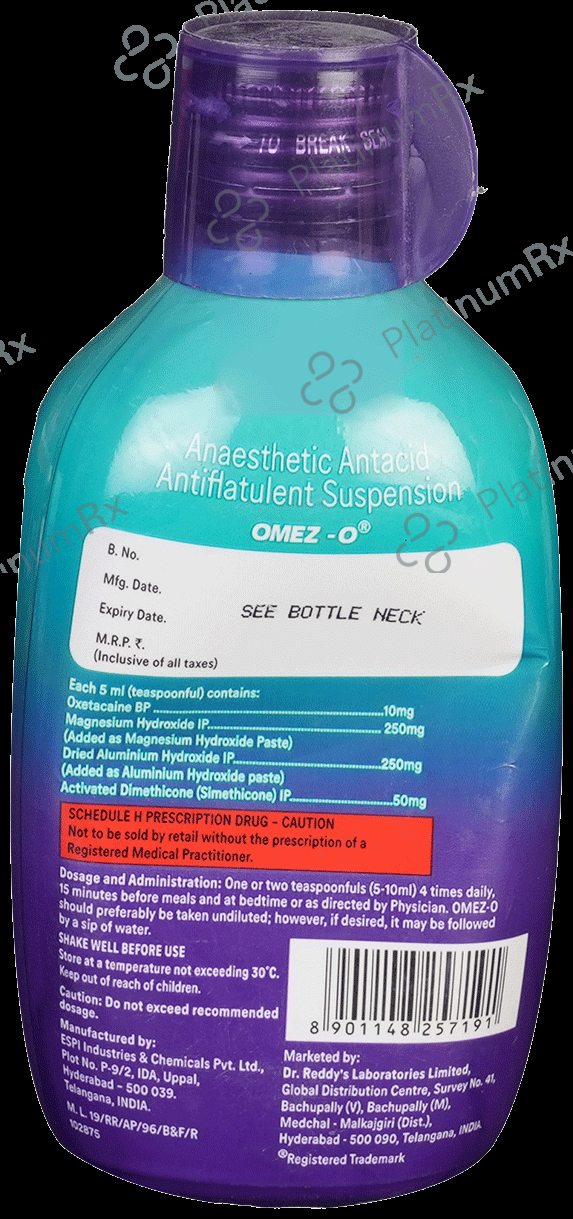 PlatinumRx
TO BREAK SEAL
PlatinumRx
PlatinumRx
Rx
Anaesthetic Antacid
Antiflatulent Suspension
OMEZ-O®
PlatinumRx
B. No.
Mfg. Date.
Expiry Date.
SEE BOTTLE NECK
M.R.P. ₹.
(Inclusive of all taxes)
Each 5 ml (teaspoonful) contains:
Oxetacaine BP ........10mg
Magnesium Hydroxide IP........ 250mg
(Added as Magnesium Hydroxide Paste)
Dried Aluminium Hydroxide IP........250mg
(Added as Aluminium Hydroxide paste)
Activated Dimethicone (Simethicone) IP........50mg
SCHEDULE H PRESCRIPTION DRUG - CAUTION
Not to be sold by retail without the prescription of a
Registered Medical Practitioner.
Dosage and Administration: One or two teaspoonfuls (5-10ml) 4 times daily,
15 minutes before meals and at bedtime or as directed by Physician. OMEZ-O
should preferably be taken undiluted; however, if desired, it may be followed
by a sip of water.
SHAKE WELL BEFORE USE
Store at a temperature not exceeding 30°C.
Keep out of reach of children.
Caution: Do not exceed recommended
dosage.
Manufactured by:
ESPI Industries & Chemicals Pvt. Ltd.,
Plot No. P-9/2, IDA, Uppal,
Hyderabad - 500 039.
Telangana, INDIA.
M. L. 19/RR/AP/96/B&F/R
102875
8 901148 257191
Marketed by:
Dr. Reddy's Laboratories Limited,
Global Distribution Centre, Survey No. 41,
Bachupally (V), Bachupally (M),
Medchal - Malkajgiri (Dist.),
Hyderabad - 500 090, Telangana, INDIA
®Registered Trademark